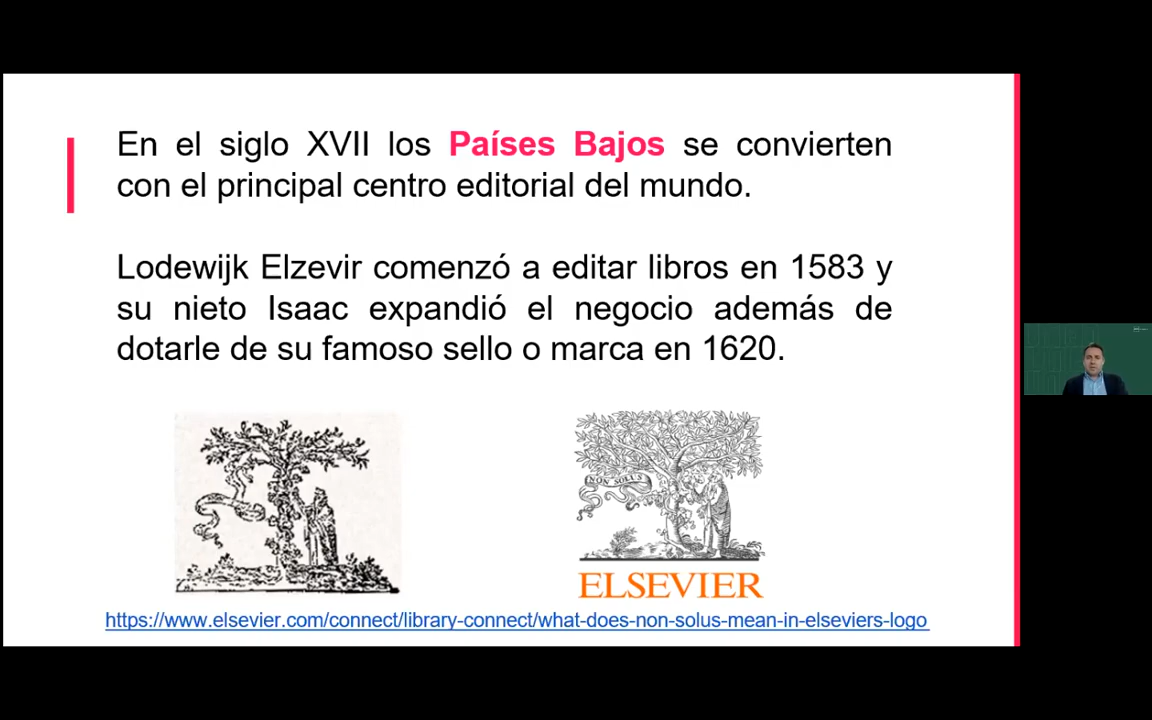 En el siglo XVII los Países Bajos se convierten
con el principal centro editorial del mundo.
Lodewijk Elzevir comenzó a editar libros en 1583 y
su nieto Isaac expandió el negocio además de
dotarle de su famoso sello o marca en 1620.
NON SOLUS
ELSEVIER
https://www.elsevier.com/connect/library-connect/what-does-non-solus-mean-in-elseviers-logo